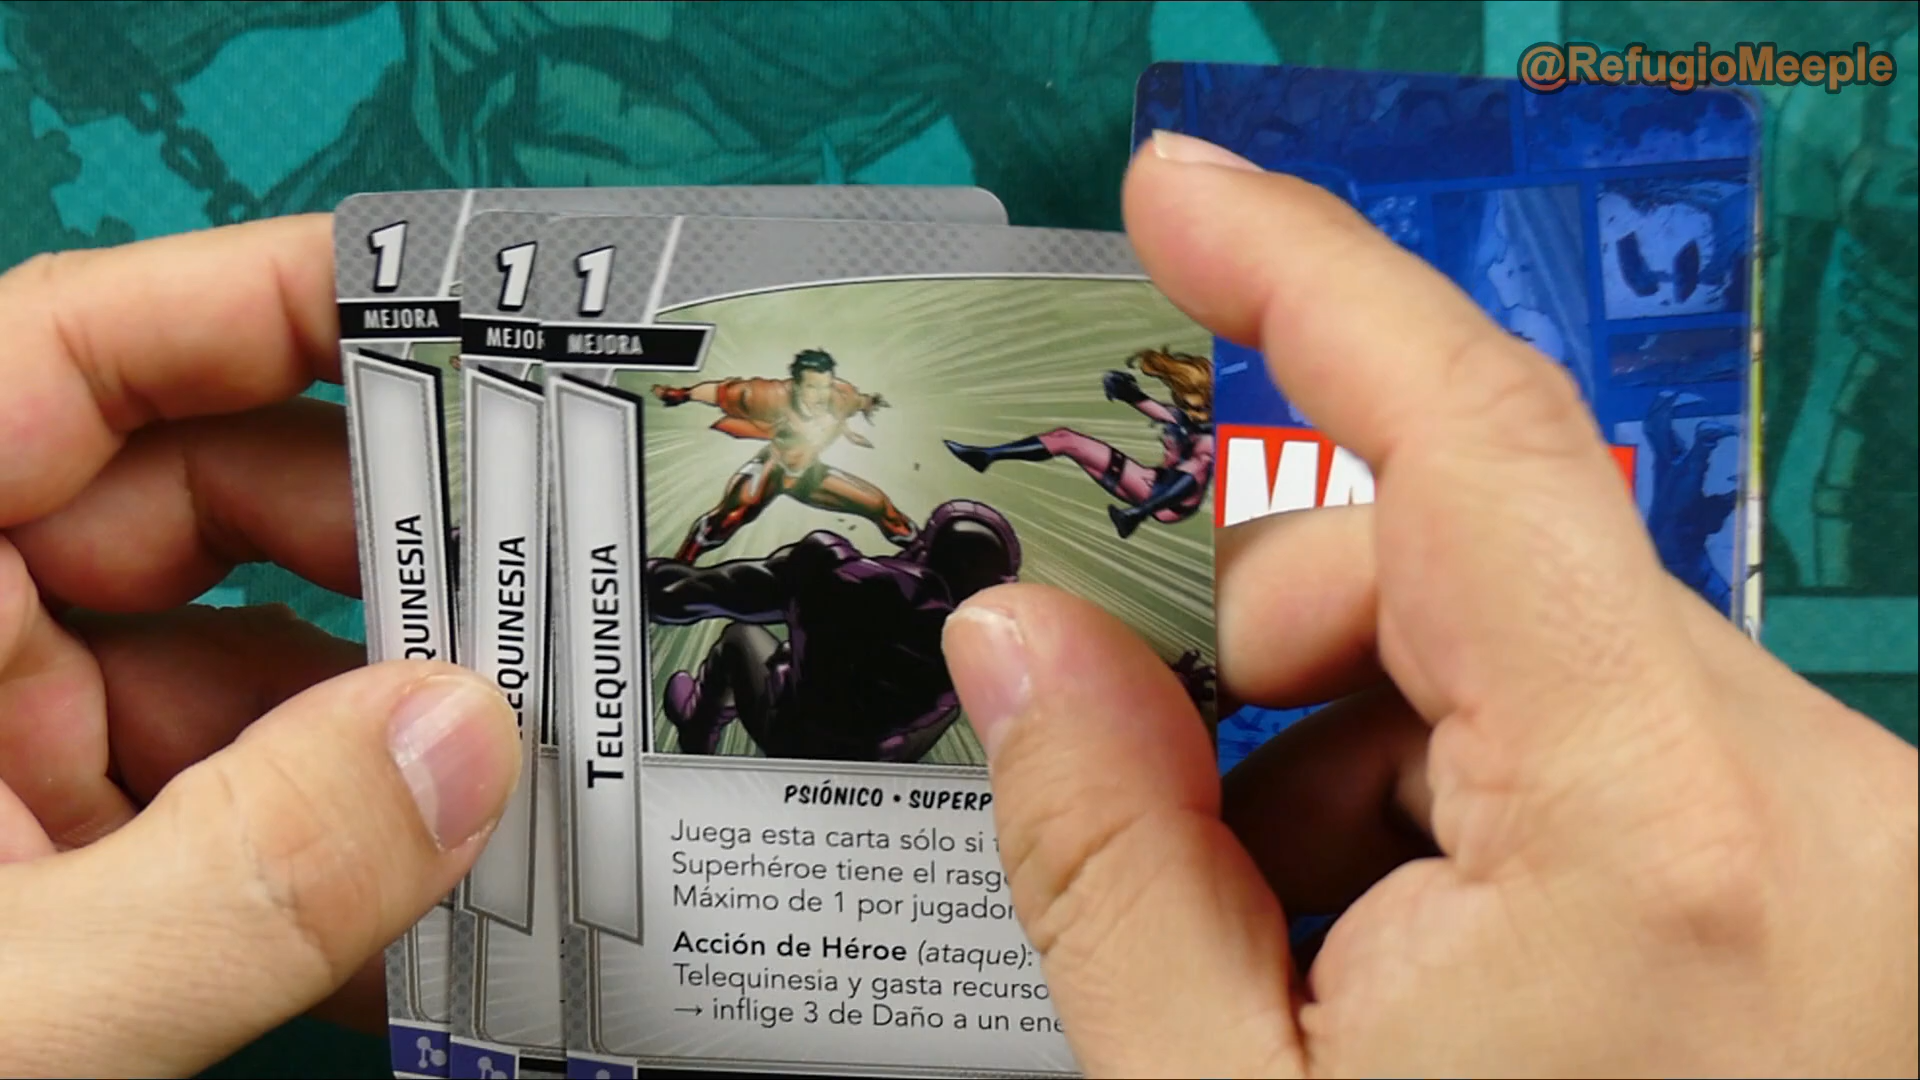 @RefugioMeeple
1
MEJORA
QUINESIA
1
MEJOR
EQUINESIA
1
MEJORA
TELEQUINESIA
MA
PSIÓNICO • SUPERP
Juega esta carta sólo si
Superhéroe tiene el rasg
Máximo de 1 por jugador
Acción de Héroe (ataque):
Telequinesia y gasta recurso
→ inflige 3 de Daño a un ene